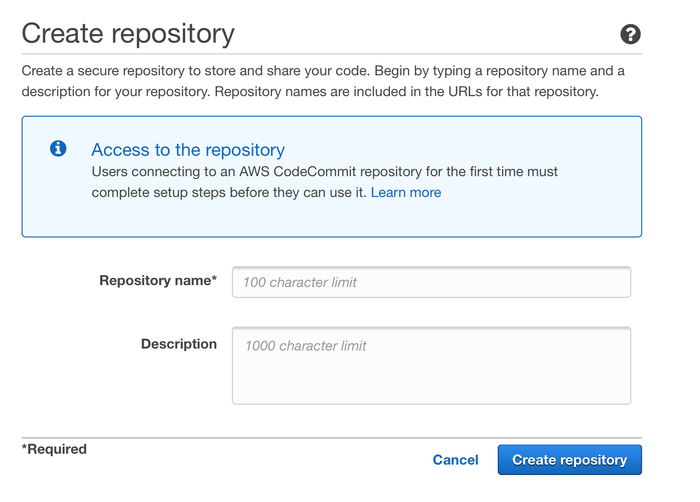 Create repository
?
Create a secure repository to store and share your code. Begin by typing a repository name and a
description for your repository. Repository names are included in the URLs for that repository.
Access to the repository
Users connecting to an AWS CodeCommit repository for the first time must
complete setup steps before they can use it. Learn more
Repository name*
100 character limit
Description
1000 character limit
*Required
Cancel
Create repository